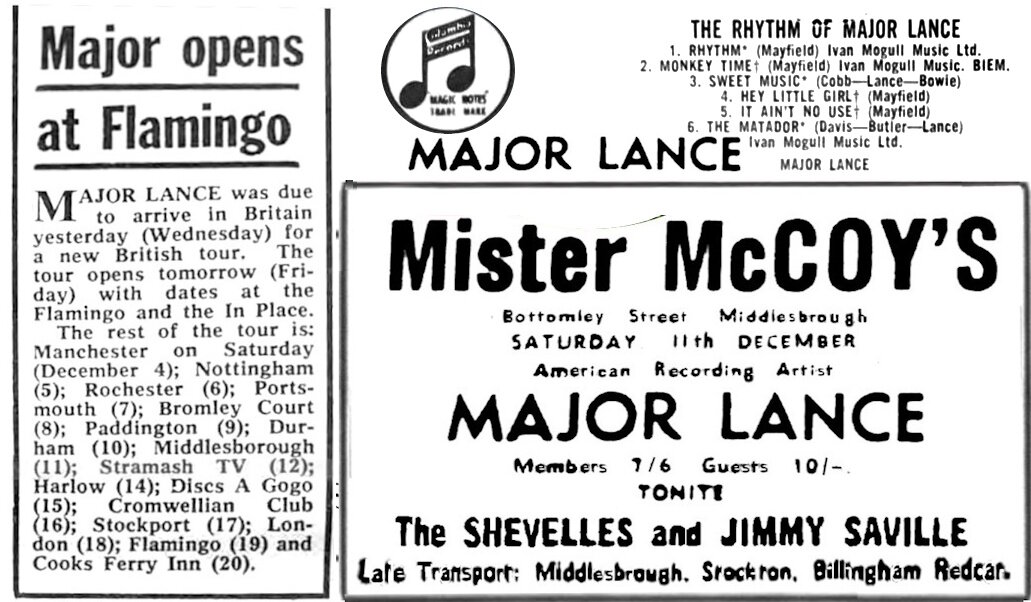 Major opens
at Flamingo
MAJOR LANCE was due
to arrive in Britain
yesterday (Wednesday) for
a new British tour. The
tour opens tomorrow (Fri-
day) with dates at the
Flamingo and the In Place.
The rest of the tour is:
Manchester on Saturday
(December 4); Nottingham
(5); Rochester (6); Ports-
mouth (7); Bromley Court
(8); Paddington (9); Dur-
ham (10); Middlesborough
(11); Stramash TV (12);
Harlow (14); Discs A Gogo
(15); Cromwellian Club
(16); Stockport (17); Lon-
don (18); Flamingo (19) and
Cooks Ferry Inn (20).
Columbia
Records
MAGIC NOTES
TRADE MARK
MAJOR LANCE
THE RHYTHM OF MAJOR LANCE
1. RHYTHM* (Mayfield) Ivan Mogull Music Ltd.
2. MONKEY TIME† (Mayfield) Ivan Mogull Music. BIEM.
3. SWEET MUSIC* (Cobb—Lance—Bowie)
4. HEY LITTLE GIRL† (Mayfield)
5. IT AIN'T NO USE† (Mayfield)
6. THE MATADOR* (Davis—Butler—Lance)
Ivan Mogull Music Ltd.
MAJOR LANCE
Mister McCOY'S
Bottomley Street Middlesbrough
SATURDAY 11th DECEMBER
American Recording Artist
MAJOR LANCE
Members 7/6 Guests 10/-.
TONITE
The SHEVELLES and JIMMY SAVILLE
Late Transport: Middlesbrough. Srockron. Billingham Redcar.